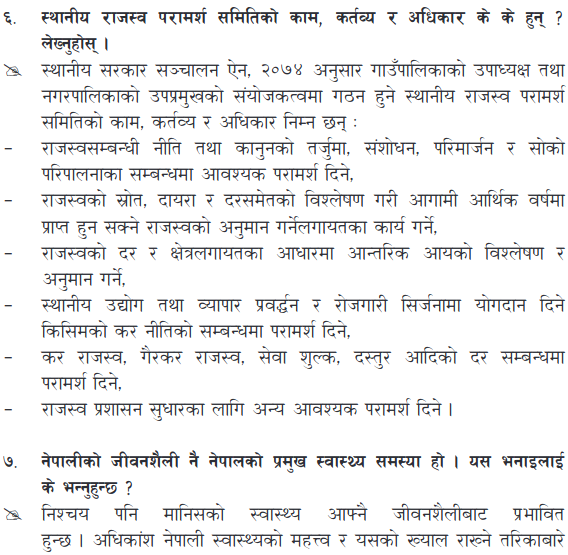 ६. स्थानीय राजस्व परामर्श समितिको काम, कर्तव्य र अधिकार के के हुन् ?
लेख्नुहोस् ।
स्थानीय सरकार सञ्चालन ऐन, २०७४ अनुसार गाउँपालिकाको उपाध्यक्ष तथा
नगरपालिकाको उपप्रमुखको संयोजकत्वमा गठन हुने स्थानीय राजस्व परामर्श
समितिको काम, कर्तव्य र अधिकार निम्न छन् :
– राजस्वसम्बन्धी नीति तथा कानुनको तर्जुमा, संशोधन, परिमार्जन र सोको
परिपालनाका सम्बन्धमा आवश्यक परामर्श दिने,
– राजस्वको स्रोत, दायरा र दरसमेतको विश्लेषण गरी आगामी आर्थिक वर्षमा
प्राप्त हुन सक्ने राजस्वको अनुमान गर्नेलगायतका कार्य गर्ने,
– राजस्वको दर र क्षेत्रलगायतका आधारमा आन्तरिक आयको विश्लेषण र
अनुमान गर्ने,
– स्थानीय उद्योग तथा व्यापार प्रवर्द्धन र रोजगारी सिर्जनामा योगदान दिने
किसिमको कर नीतिको सम्बन्धमा परामर्श दिने,
– कर राजस्व, गैरकर राजस्व, सेवा शुल्क, दस्तुर आदिको दर सम्बन्धमा
परामर्श दिने,
– राजस्व प्रशासन सुधारका लागि अन्य आवश्यक परामर्श दिने ।
७. नेपालीको जीवनशैली नै नेपालको प्रमुख स्वास्थ्य समस्या हो । यस भनाइलाई
के भन्नुहुन्छ ?
निश्चय पनि मानिसको स्वास्थ्य आफ्नै जीवनशैलीबाट प्रभावित
हुन्छ । अधिकांश नेपाली स्वास्थ्यको महत्त्व र यसको ख्याल राख्ने तरिकाबारे